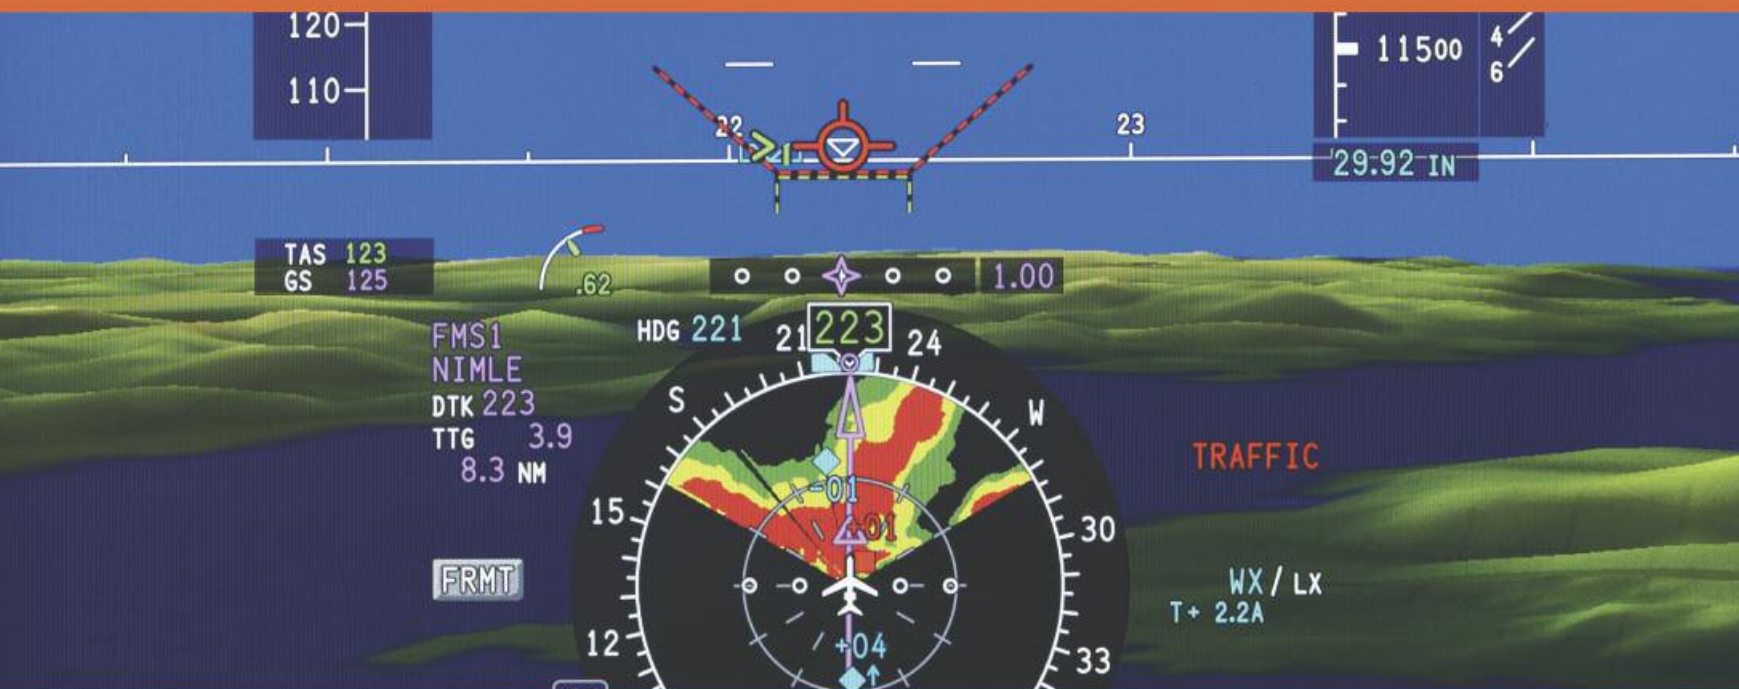 120
110
11500
4
6
22
23
29.92 IN
TAS 123
GS 125
.62
1.00
FMS1
NIMLE
DTK 223
TTG 3.9
8.3 NM
HDG 221
21
223
24
S
W
15
30
12
33
-01
+01
+04
TRAFFIC
FRMT
WX/LX
T+ 2.2A